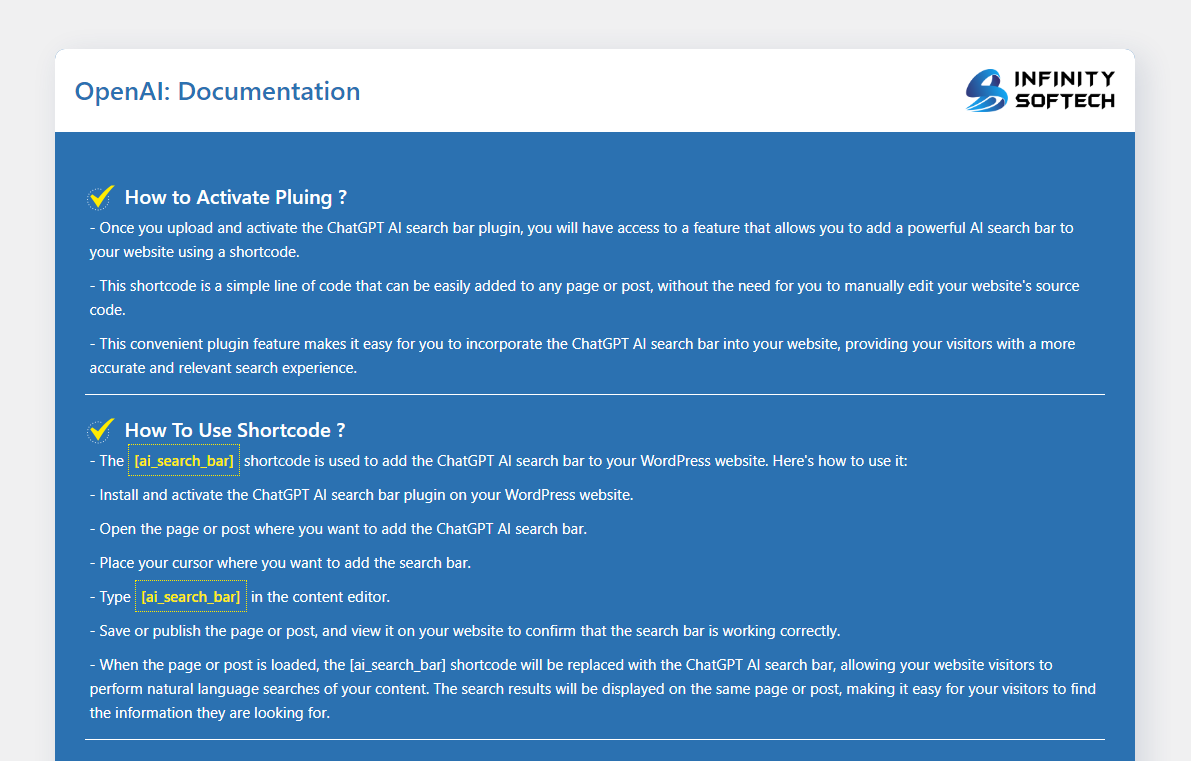 OpenAI: Documentation
INFINITY
SOFTECH
How to Activate Pluing ?
- Once you upload and activate the ChatGPT AI search bar plugin, you will have access to a feature that allows you to add a powerful AI search bar to
your website using a shortcode.
- This shortcode is a simple line of code that can be easily added to any page or post, without the need for you to manually edit your website's source
code.
- This convenient plugin feature makes it easy for you to incorporate the ChatGPT AI search bar into your website, providing your visitors with a more
accurate and relevant search experience.
How To Use Shortcode ?
- The [ai_search_bar] shortcode is used to add the ChatGPT AI search bar to your WordPress website. Here's how to use it:
- Install and activate the ChatGPT AI search bar plugin on your WordPress website.
- Open the page or post where you want to add the ChatGPT AI search bar.
- Place your cursor where you want to add the search bar.
- Type [ai_search_bar] in the content editor.
- Save or publish the page or post, and view it on your website to confirm that the search bar is working correctly.
- When the page or post is loaded, the [ai_search_bar] shortcode will be replaced with the ChatGPT AI search bar, allowing your website visitors to
perform natural language searches of your content. The search results will be displayed on the same page or post, making it easy for your visitors to find
the information they are looking for.